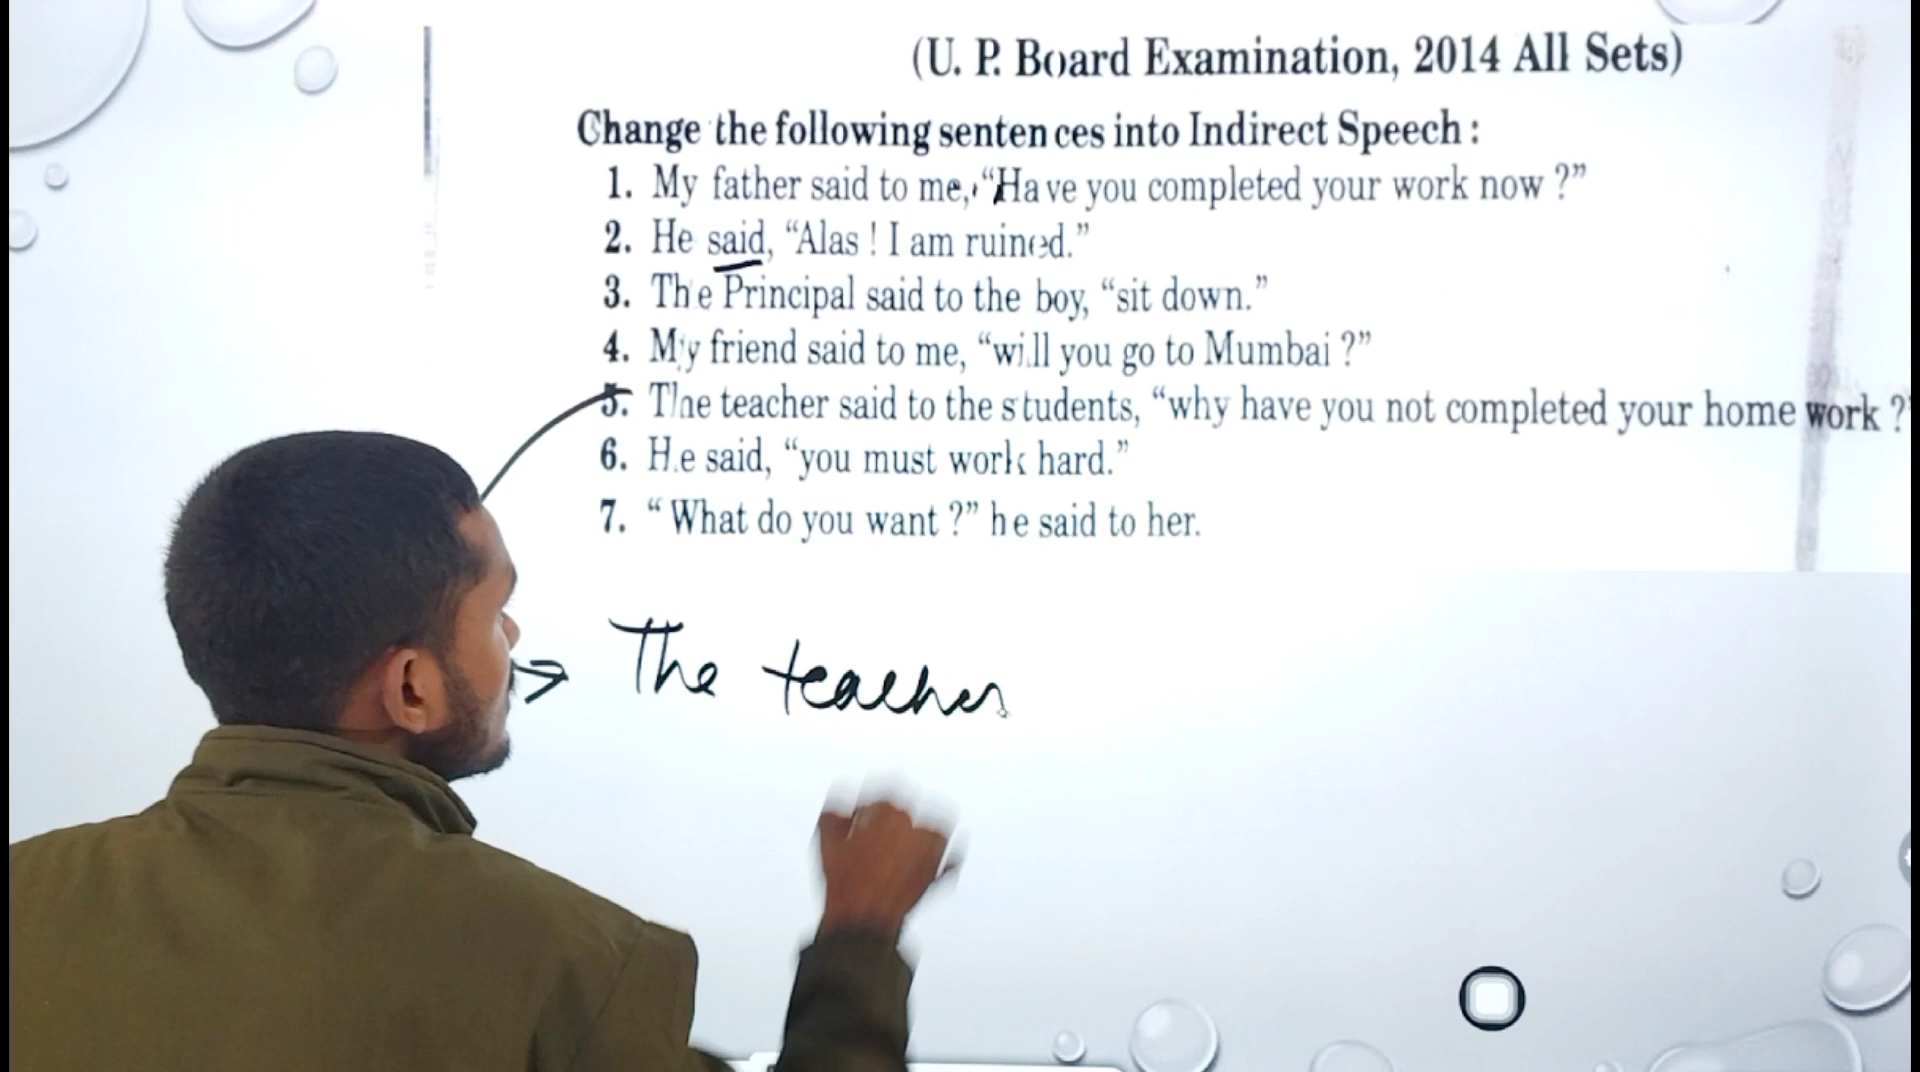 (U. P. Board Examination, 2014 All Sets)
Change the following sentences into Indirect Speech :
1. My father said to me, “Have you completed your work now ?”
2. He said, “Alas ! I am ruined.”
3. The Principal said to the boy, “sit down.”
4. My friend said to me, “will you go to Mumbai ?”
5. The teacher said to the students, “why have you not completed your home work ?”
6. He said, “you must work hard.”
7. “ What do you want ?” he said to her.
The teacher